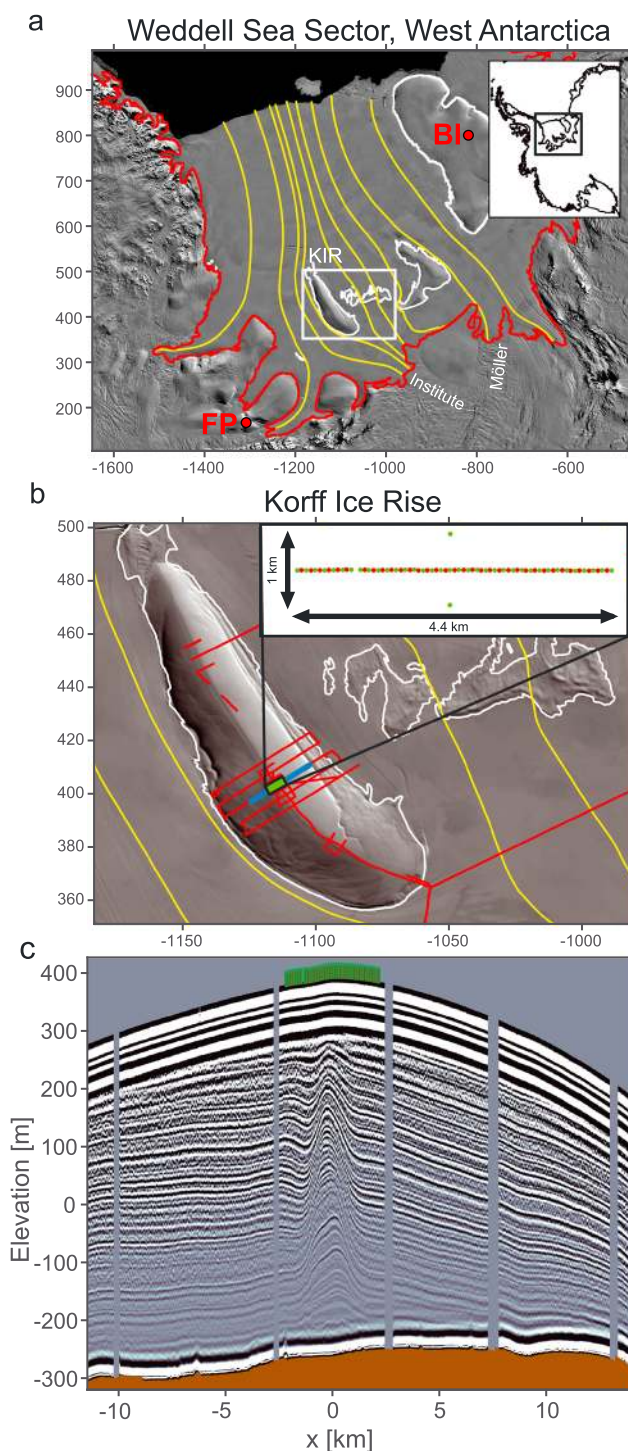 a
Weddell Sea Sector, West Antarctica
900
800
700
600
500
400
300
200
BI
KIR
FP
Institute
Möller
-1600
-1400
-1200
-1000
-800
-600
b
Korff Ice Rise
500
480
460
440
420
400
380
360
1 km
4.4 km
-1150
-1100
-1050
-1000
c
400
300
200
100
0
-100
-200
-300
Elevation [m]
-10
-5
0
5
10
x [km]